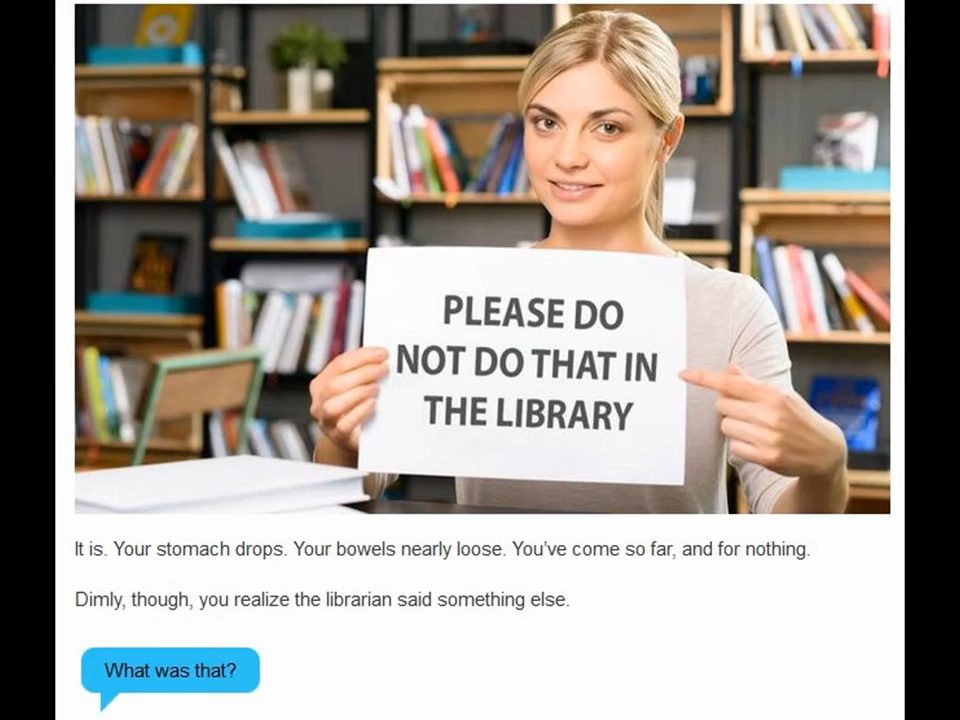 PLEASE DO
NOT DO THAT IN
THE LIBRARY
It is. Your stomach drops. Your bowels nearly loose. You’ve come so far, and for nothing.
Dimly, though, you realize the librarian said something else.
What was that?